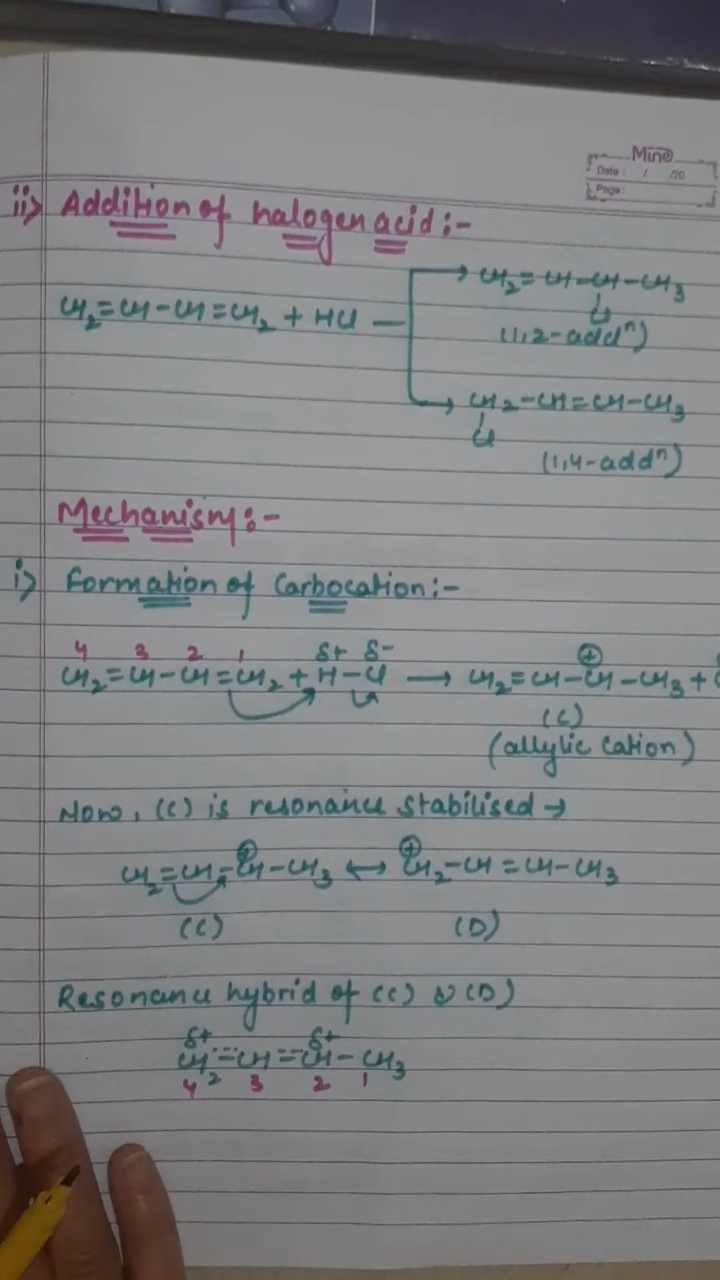 Mine
Date : / /20
Page:
ii> Addition of halogen acid :-
CH₂=CH-CH-CH₃
Cl
CH₂=CH-CH=CH₂ + HCl
(1,2-addⁿ)
CH₂-CH=CH-CH₃
Cl
(1,4-addⁿ)
Mechanism :-
i> Formation of Carbocation :-
4 3 2 1 δ+ δ- ⊕
CH₂=CH-CH=CH₂ + H-Cl → CH₂=CH-CH-CH₃ +
(C)
(allylic cation)
Now, (C) is resonance stabilised →
⊕ ⊕
CH₂=CH-CH-CH₃ ↔ CH₂-CH=CH-CH₃
(C) (D)
Resonance hybrid of (C) & (D)
δ+ δ+
CH₂┄CH┄CH-CH₃
4 3 2 1